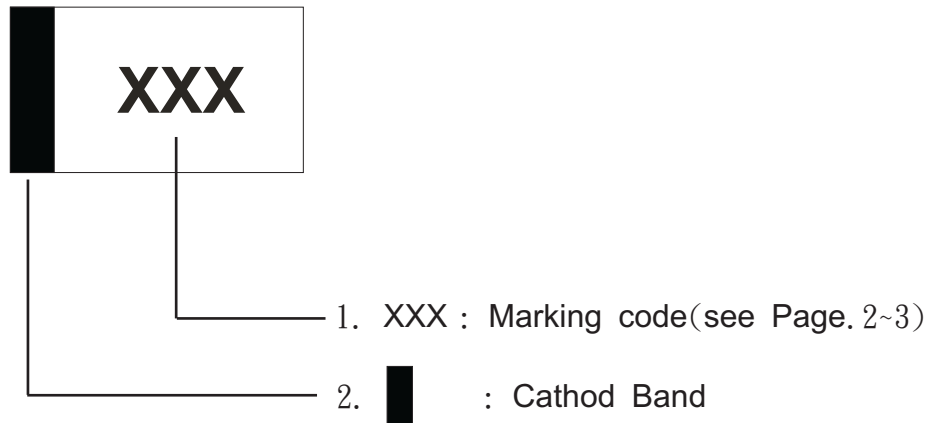 XXX
1. XXX : Marking code(see Page. 2~3)
2. : Cathod Band